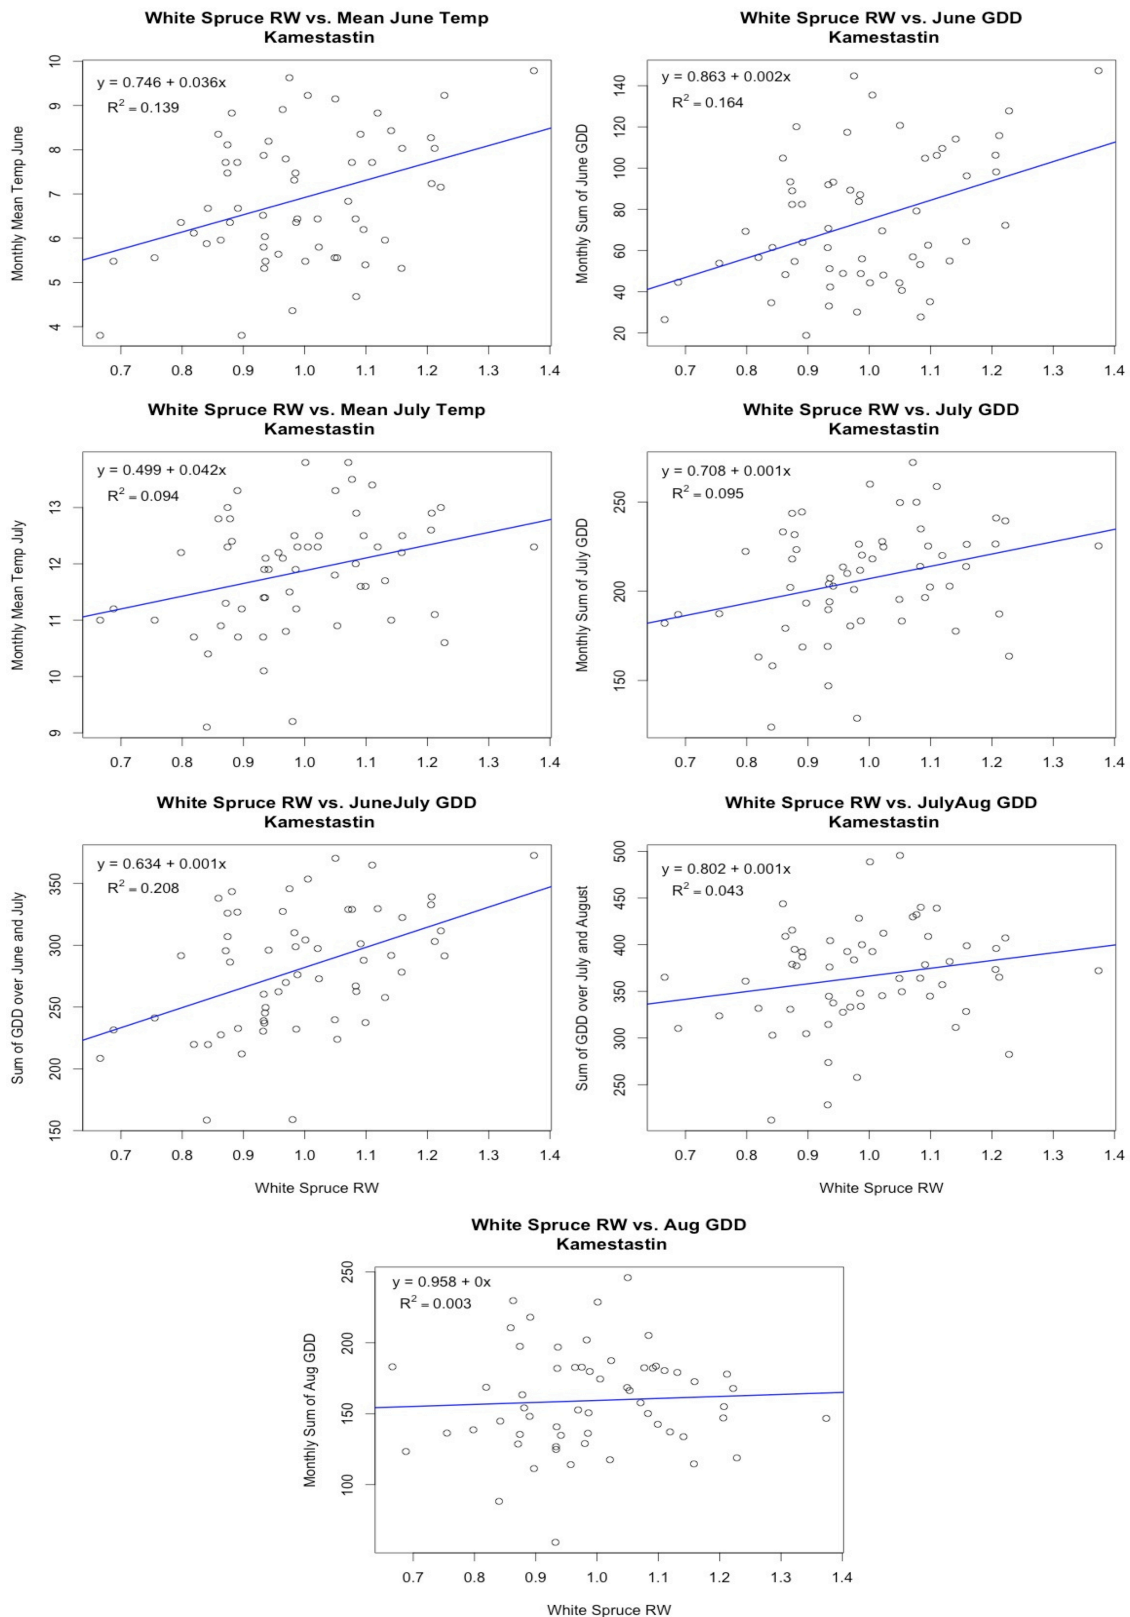 White Spruce RW vs. Mean June Temp
Kamestastin
y = 0.746 + 0.036x
R² = 0.139
Monthly Mean Temp June
10
9
8
7
6
5
4
0.7 0.8 0.9 1.0 1.1 1.2 1.3 1.4
White Spruce RW vs. June GDD
Kamestastin
y = 0.863 + 0.002x
R² = 0.164
Monthly Sum of June GDD
140
120
100
80
60
40
20
0.7 0.8 0.9 1.0 1.1 1.2 1.3 1.4
White Spruce RW vs. Mean July Temp
Kamestastin
y = 0.499 + 0.042x
R² = 0.094
Monthly Mean Temp July
13
12
11
10
9
0.7 0.8 0.9 1.0 1.1 1.2 1.3 1.4
White Spruce RW vs. July GDD
Kamestastin
y = 0.708 + 0.001x
R² = 0.095
Monthly Sum of July GDD
250
200
150
0.7 0.8 0.9 1.0 1.1 1.2 1.3 1.4
White Spruce RW vs. JuneJuly GDD
Kamestastin
y = 0.634 + 0.001x
R² = 0.208
Sum of GDD over June and July
350
300
250
200
150
0.7 0.8 0.9 1.0 1.1 1.2 1.3 1.4
White Spruce RW
White Spruce RW vs. JulyAug GDD
Kamestastin
y = 0.802 + 0.001x
R² = 0.043
Sum of GDD over July and August
500
450
400
350
300
250
0.7 0.8 0.9 1.0 1.1 1.2 1.3 1.4
White Spruce RW
White Spruce RW vs. Aug GDD
Kamestastin
y = 0.958 + 0x
R² = 0.003
Monthly Sum of Aug GDD
250
200
150
100
0.7 0.8 0.9 1.0 1.1 1.2 1.3 1.4
White Spruce RW